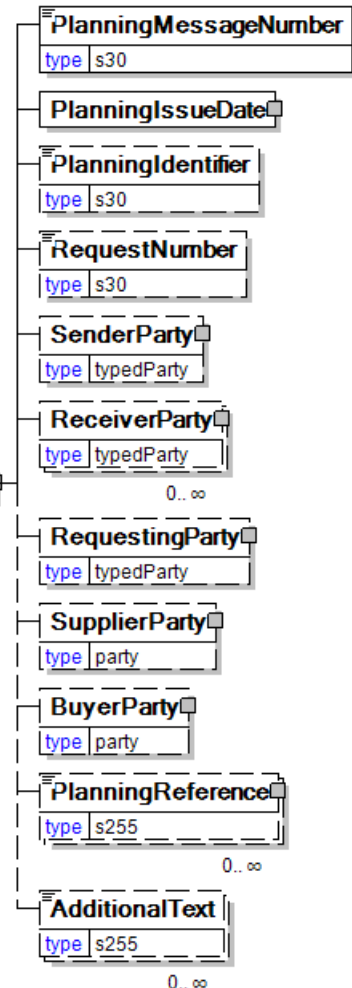 PlanningMessageNumber
type s30
PlanningIssueDate
PlanningIdentifier
type s30
RequestNumber
type s30
SenderParty
type typedParty
ReceiverParty
type typedParty
0.. ∞
RequestingParty
type typedParty
SupplierParty
type party
BuyerParty
type party
PlanningReference
type s255
0.. ∞
AdditionalText
type s255
0.. ∞